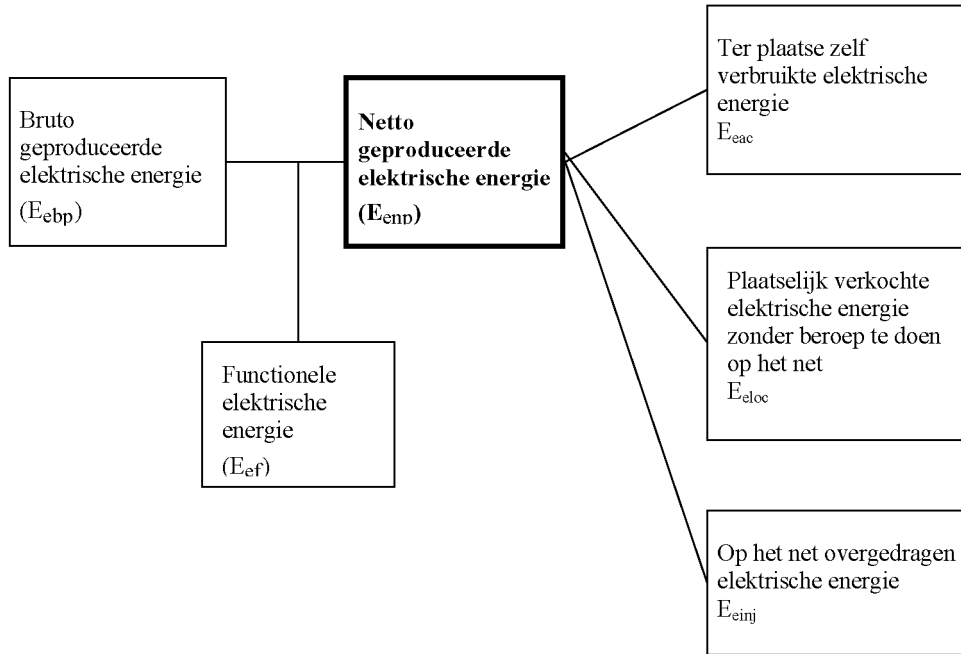 Bruto
geproduceerde
elektrische energie
(Eebp)
Functionele
elektrische
energie
(Eef)
Netto
geproduceerde
elektrische energie
(Eenp)
Ter plaatse zelf
verbruikte elektrische
energie
Eeac
Plaatselijk verkochte
elektrische energie
zonder beroep te doen
op het net
Eeloc
Op het net overgedragen
elektrische energie
Eeinj